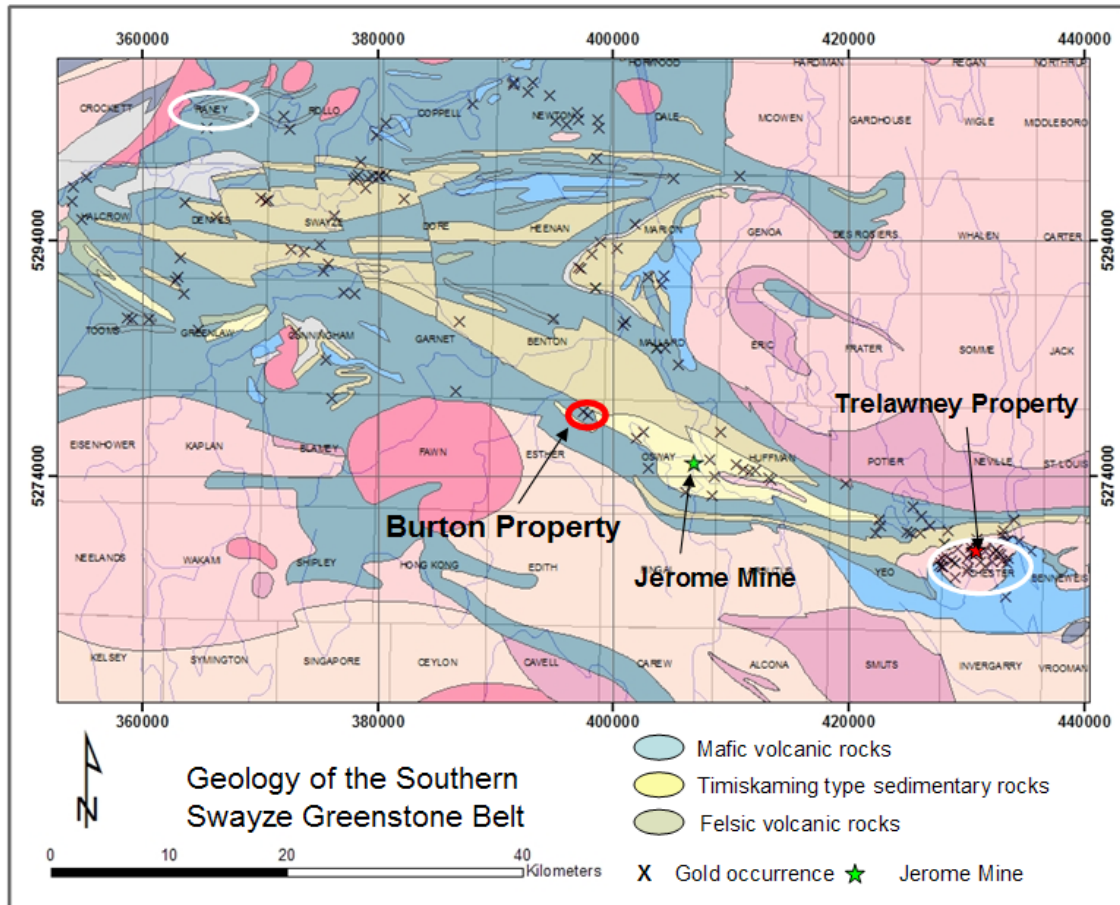 360000 380000 400000 420000 440000
HARDIMAN REGAN NORTHRUP
CROCKETT RANEY ROLLO COPPELL NEWTON DALE MCOWEN GARDHOUSE WIGLE MIDDLEBORO
5294000 5294000
HALCROW DENYES SWAYZE DORE HEENAN MARION GENOA DES ROSIERS WHALEN CARTER
TOOMS GREENLAW CUNNINGHAM GARNET BENTON MALLARD ERIC FRATER SOMME JACK
Trelawney Property
EISENHOWER KAPLAN BLAMEY FAWN ESTHER OSWAY HUFFMAN POTIER NEVILLE ST-LOUIS
5274000 5274000
Burton Property
NEELANDS WAKAMI SHIPLEY HONG KONG EDITH YEO CHESTER BENNEWEIS
Jerome Mine
KELSEY SYMINGTON SINGAPORE CEYLON CAVELL CAREW ALCONA SMUTS INVERGARRY VROOMAN
360000 380000 400000 420000 440000
N
Geology of the Southern
Swayze Greenstone Belt
0 10 20 40
Kilometers
Mafic volcanic rocks
Timiskaming type sedimentary rocks
Felsic volcanic rocks
X Gold occurrence Jerome Mine